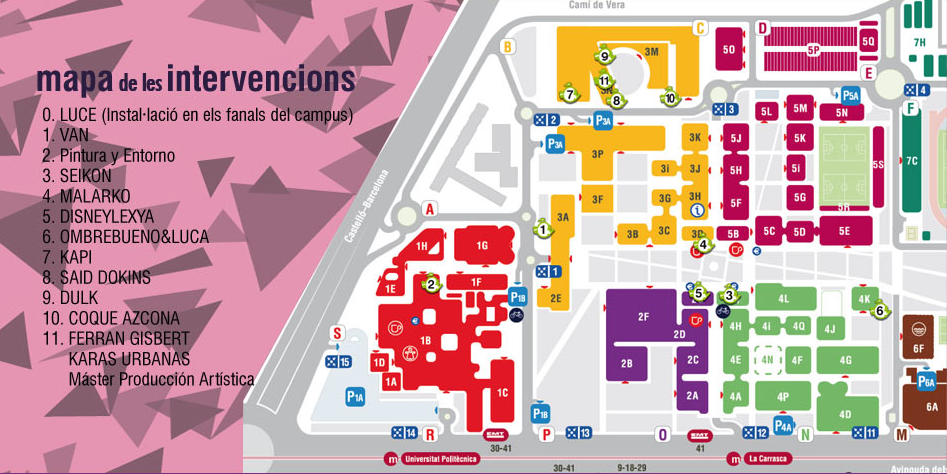 mapa de les intervencions
0. LUCE (Instal·lació en els fanals del campus)
1. VAN
2. Pintura y Entorno
3. SEIKON
4. MALARKO
5. DISNEYLEXYA
6. OMBREBUENO&LUCA
7. KAPI
8. SAID DOKINS
9. DULK
10. COQUE AZCONA
11. FERRAN GISBERT
KARAS URBANAS
Máster Producción Artística
Camí de Vera
Castelló-Barcelona
B
C
D
E
F
A
S
R
P
O
N
M
3M
9
11
7
8
10
5O
5P
5Q
7H
2
P3A
P3A
3
P5A
4
5L
5M
5N
3P
3K
5J
5K
5S
7C
3i
3J
5H
5i
3F
3G
3H
5F
5G
5R
3A
1
3B
3C
4
5B
5C
5D
5E
1H
1G
1
1E
2
1F
P1B
2E
2F
5
3
4L
4K
6
2D
4H
4i
4Q
4J
6F
1B
2B
2C
4E
4N
4F
4G
15
1D
1A
1C
P1A
2A
4A
4P
4D
P6A
6A
P1B
P4A
14
EMT
30-41
13
EMT
41
12
11
m Universitat Politècnica
m La Carrasca
30-41
9-18-29
Avinguda del